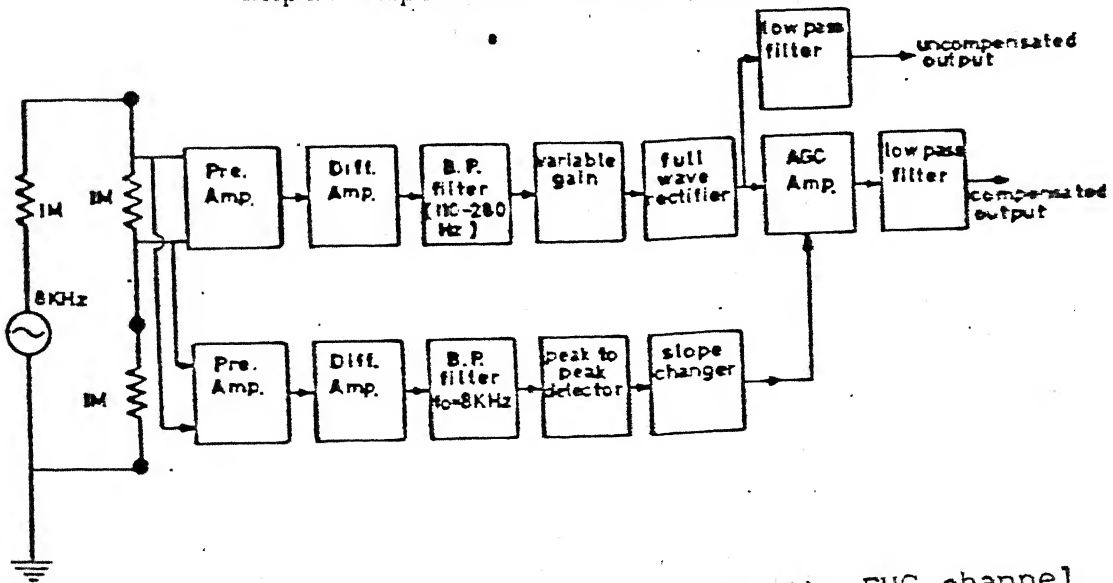 low pass
filter
uncompensated
output
Pre.
Amp.
Diff.
Amp.
B.P.
filter
(110-280
Hz)
variable
gain
full
wave
rectifier
AGC
Amp.
low pass
filter
compensated
output
1M
1M
8KHz
1M
Pre.
Amp.
Diff.
Amp.
B.P.
filter
fo=8KHz
peak to
peak
detector
slope
changer
EMG channel